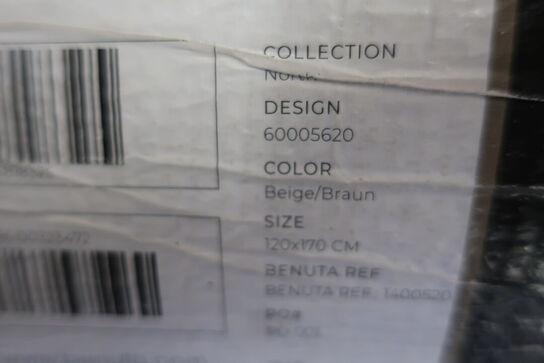 COLLECTION
DESIGN
60005620
COLOR
Beige/Braun
SIZE
120x170 CM
BENUTA REF
BENUTA REF: 1400520